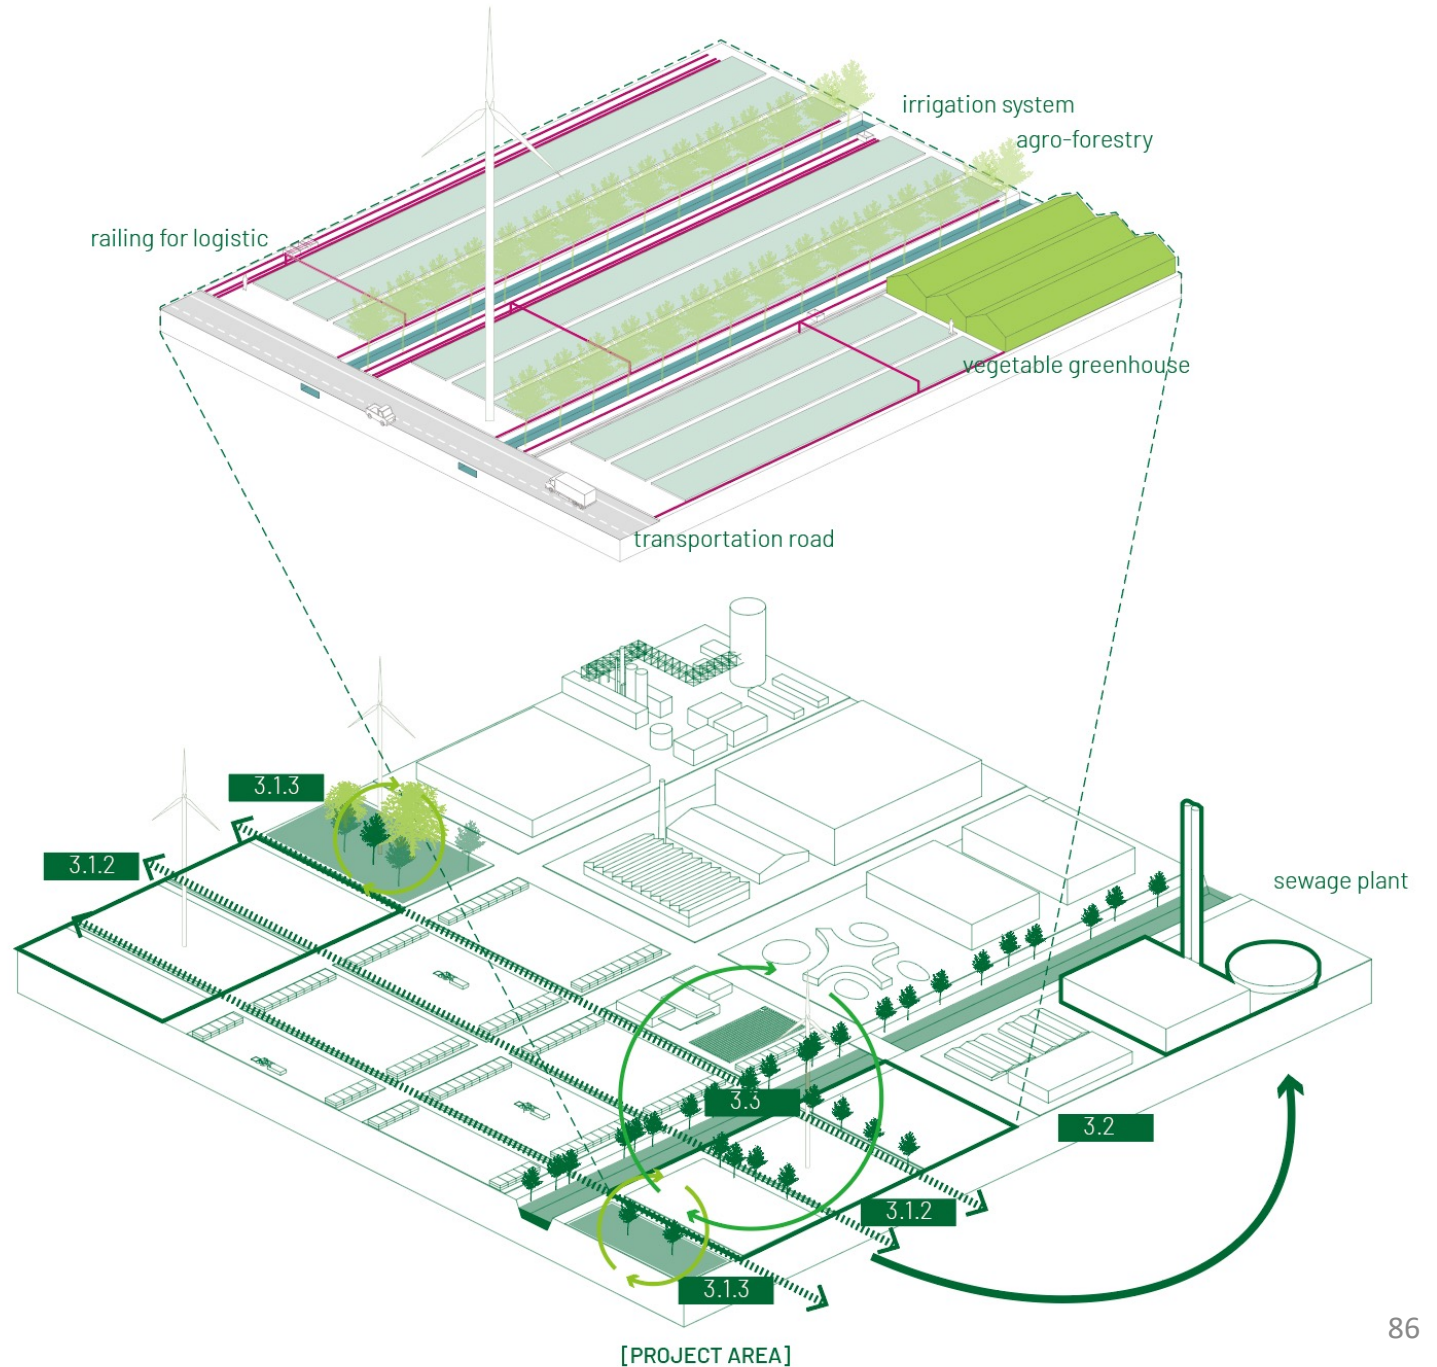 irrigation system
agro-forestry
railing for logistic
vegetable greenhouse
transportation road
3.1.3
3.1.2
sewage plant
3.3
3.2
3.1.2
3.1.3
86
[PROJECT AREA]